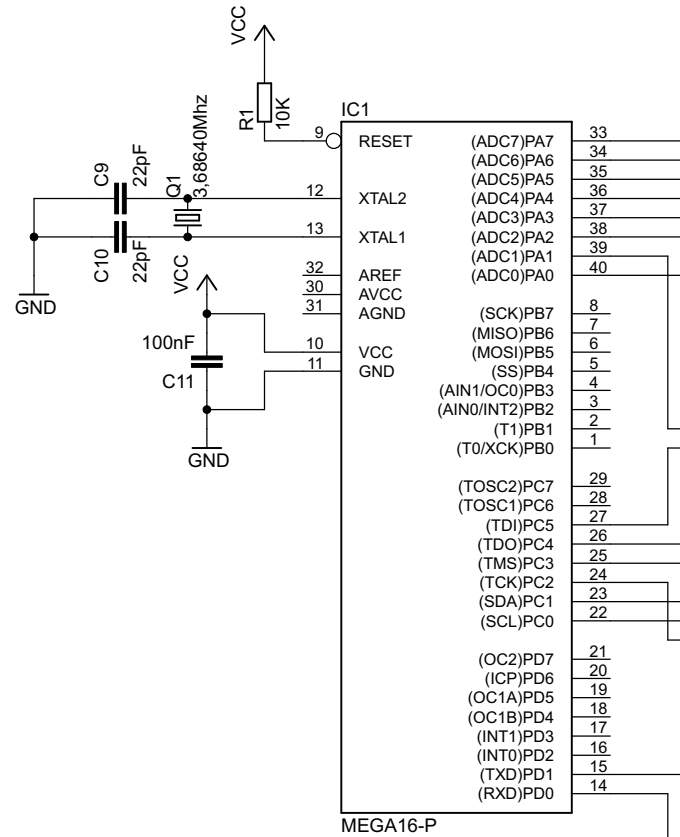 VCC
R1
10K
IC1
9
RESET
C9
22pF
Q1
3,68640Mhz
12
XTAL2
13
XTAL1
C10
22pF
GND
VCC
32
AREF
30
AVCC
31
AGND
100nF
C11
10
VCC
11
GND
GND
(ADC7)PA7 33
(ADC6)PA6 34
(ADC5)PA5 35
(ADC4)PA4 36
(ADC3)PA3 37
(ADC2)PA2 38
(ADC1)PA1 39
(ADC0)PA0 40
(SCK)PB7 8
(MISO)PB6 7
(MOSI)PB5 6
(SS)PB4 5
(AIN1/OC0)PB3 4
(AIN0/INT2)PB2 3
(T1)PB1 2
(T0/XCK)PB0 1
(TOSC2)PC7 29
(TOSC1)PC6 28
(TDI)PC5 27
(TDO)PC4 26
(TMS)PC3 25
(TCK)PC2 24
(SDA)PC1 23
(SCL)PC0 22
(OC2)PD7 21
(ICP)PD6 20
(OC1A)PD5 19
(OC1B)PD4 18
(INT1)PD3 17
(INT0)PD2 16
(TXD)PD1 15
(RXD)PD0 14
MEGA16-P